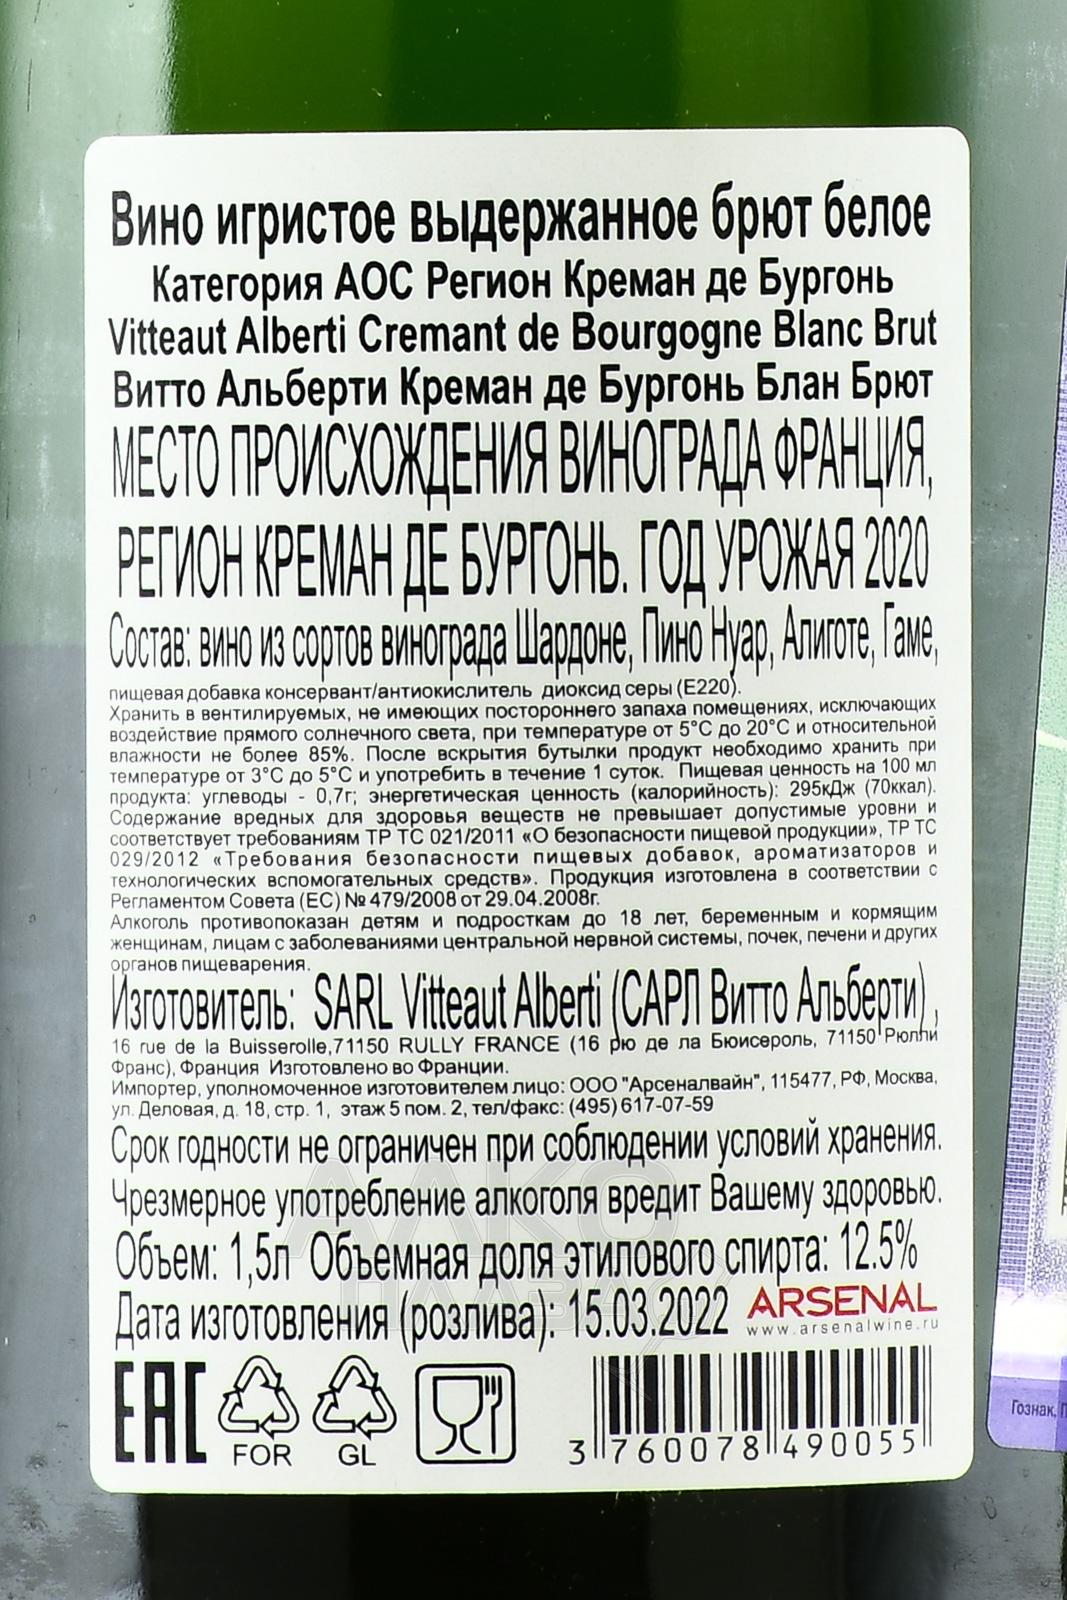 Вино игристое выдержанное брют белое
Категория АОС Регион Креман де Бургонь
Vitteaut Alberti Cremant de Bourgogne Blanc Brut
Витто Альберти Креман де Бургонь Блан Брют
МЕСТО ПРОИСХОЖДЕНИЯ ВИНОГРАДА ФРАНЦИЯ,
РЕГИОН КРЕМАН ДЕ БУРГОНЬ. ГОД УРОЖАЯ 2020
Состав: вино из сортов винограда Шардоне, Пино Нуар, Алиготе, Гаме,
пищевая добавка консервант/антиокислитель диоксид серы (Е220).
Хранить в вентилируемых, не имеющих постороннего запаха помещениях, исключающих
воздействие прямого солнечного света, при температуре от 5°С до 20°С и относительной
влажности не более 85%. После вскрытия бутылки продукт необходимо хранить при
температуре от 3°С до 5°С и употребить в течение 1 суток. Пищевая ценность на 100 мл
продукта: углеводы - 0,7г; энергетическая ценность (калорийность): 295кДж (70ккал).
Содержание вредных для здоровья веществ не превышает допустимые уровни и
соответствует требованиям ТР ТС 021/2011 «О безопасности пищевой продукции», ТР ТС
029/2012 «Требования безопасности пищевых добавок, ароматизаторов и
технологических вспомогательных средств». Продукция изготовлена в соответствии с
Регламентом Совета (ЕС) № 479/2008 от 29.04.2008г.
Алкоголь противопоказан детям и подросткам до 18 лет, беременным и кормящим
женщинам, лицам с заболеваниями центральной нервной системы, почек, печени и других
органов пищеварения.
Изготовитель: SARL Vitteaut Alberti (САРЛ Витто Альберти),
16 rue de la Buisserolle,71150 RULLY FRANCE (16 рю де ла Бюисероль, 71150 Рюлли
Франс), Франция Изготовлено во Франции.
Импортер, уполномоченное изготовителем лицо: ООО "Арсеналвайн", 115477, РФ, Москва,
ул. Деловая, д. 18, стр. 1, этаж 5 пом. 2, тел/факс: (495) 617-07-59
Срок годности не ограничен при соблюдении условий хранения.
Чрезмерное употребление алкоголя вредит Вашему здоровью.
Объем: 1,5л Объемная доля этилового спирта: 12.5%
Дата изготовления (розлива): 15.03.2022 ARSENAL
www.arsenalwine.ru
ЕАС
FOR GL
3 760078 490055
Гознак,